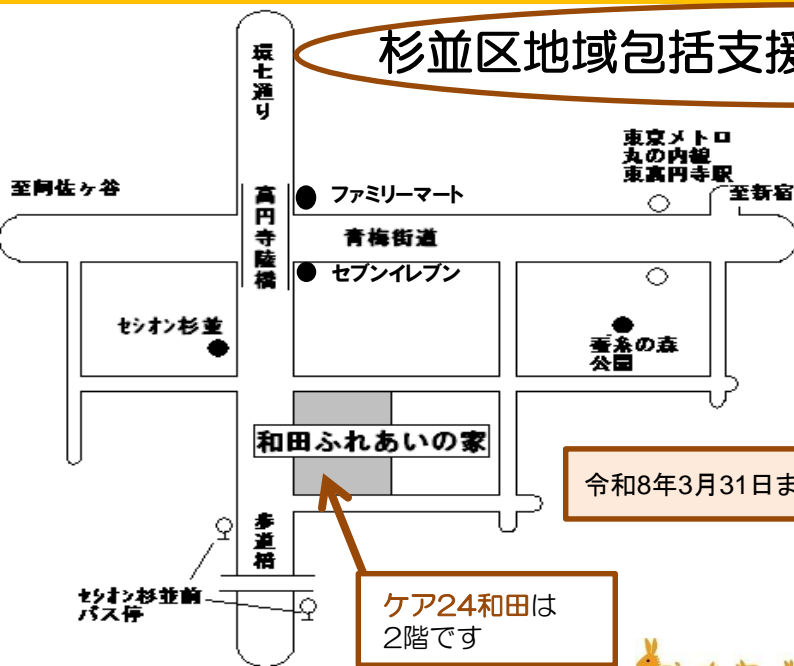 杉並区地域包括支援
環七通り
東京メトロ
丸の内線
東高円寺駅
至阿佐ヶ谷
ファミリーマート
至新宿
高円寺陸橋
青梅街道
セブンイレブン
セシオン杉並
蚕糸の森
公園
和田ふれあいの家
令和8年3月31日ま
歩道橋
セシオン杉並前
バス停
ケア24和田は
2階です